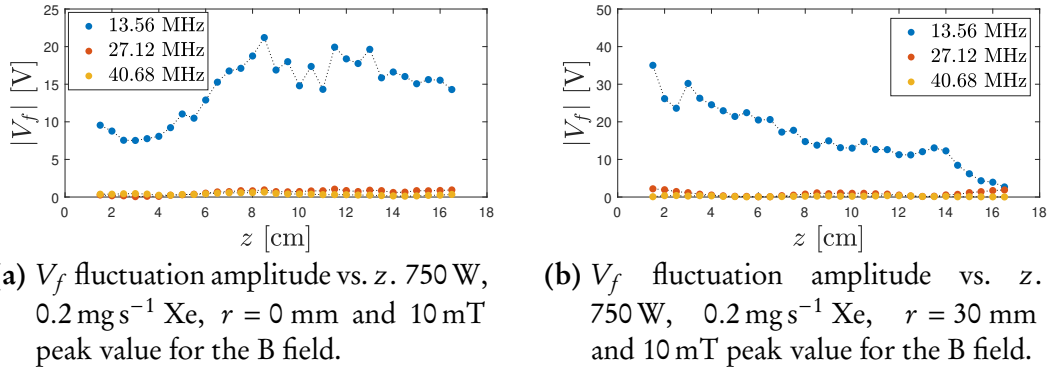 25
20
15
10
5
0
|V_f| [V]
13.56 MHz
27.12 MHz
40.68 MHz
0 2 4 6 8 10 12 14 16 18
z [cm]
50
40
30
20
10
0
|V_f| [V]
13.56 MHz
27.12 MHz
40.68 MHz
0 2 4 6 8 10 12 14 16 18
z [cm]
a) V_f fluctuation amplitude vs. z. 750 W,
0.2 mg s⁻¹ Xe, r = 0 mm and 10 mT
peak value for the B field.
(b) V_f fluctuation amplitude vs. z.
750 W, 0.2 mg s⁻¹ Xe, r = 30 mm
and 10 mT peak value for the B field.